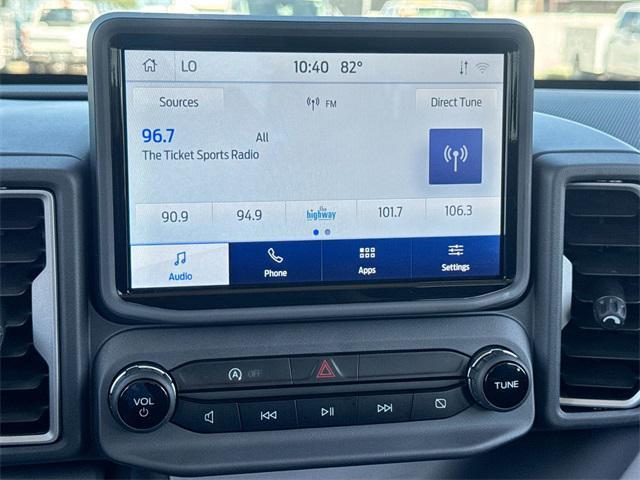 LO 10:40 82°
Sources FM Direct Tune
96.7 All
The Ticket Sports Radio
90.9 94.9 the highway 101.7 106.3
Audio Phone Apps Settings
A OFF
VOL TUNE